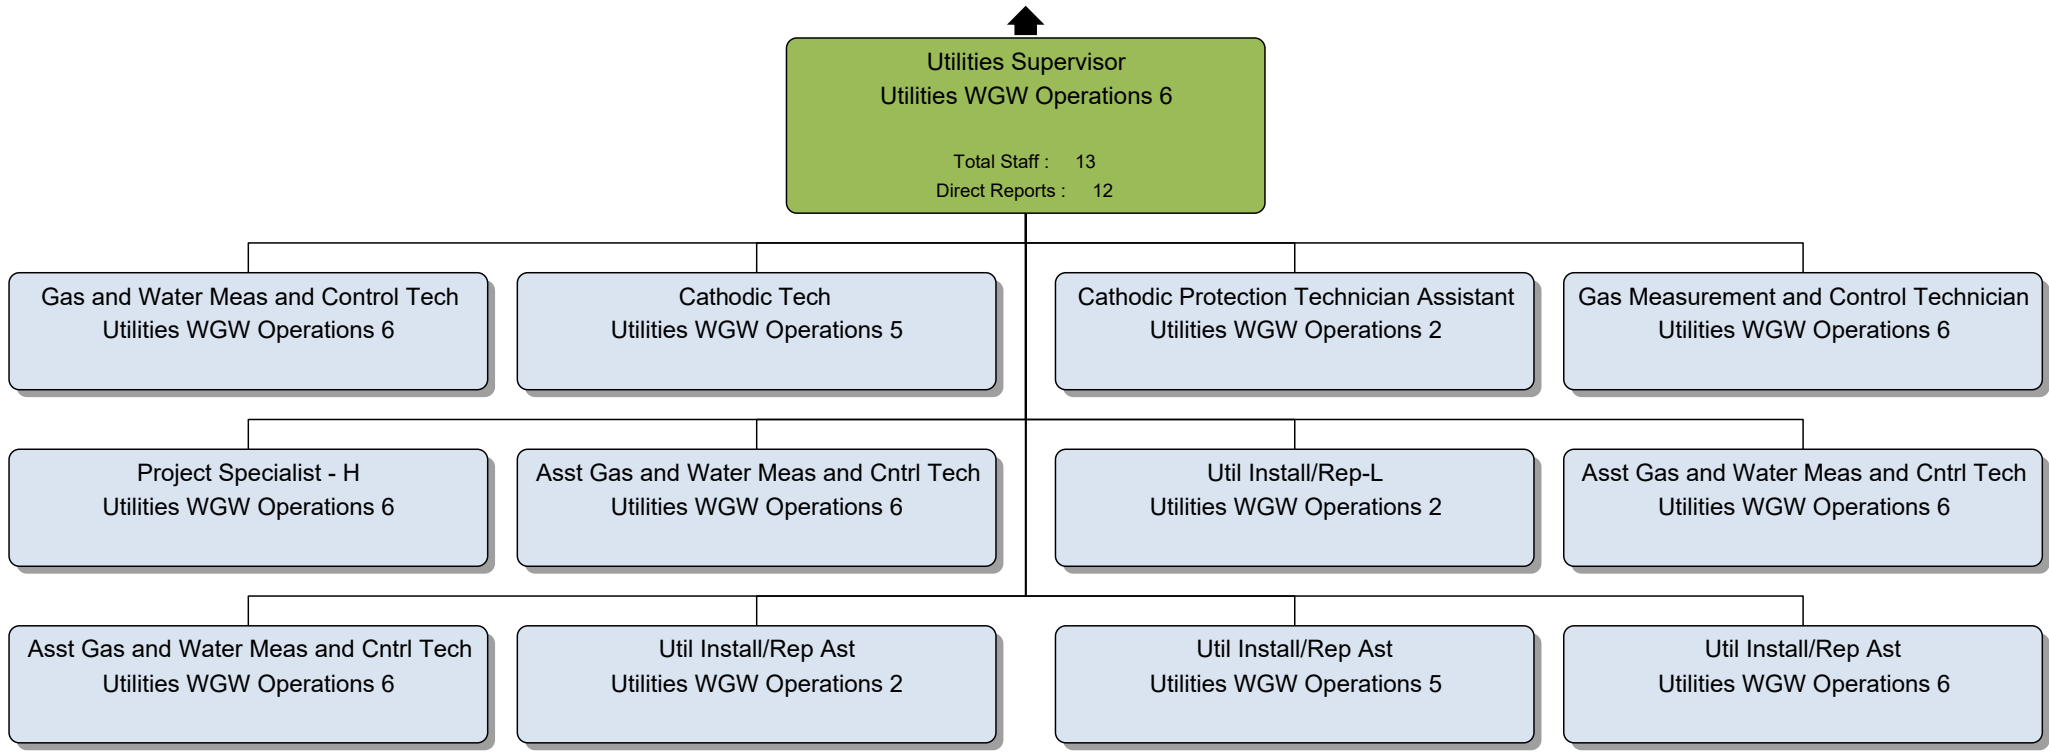 Utilities Supervisor
Utilities WGW Operations 6
Total Staff : 13
Direct Reports : 12
Gas and Water Meas and Control Tech
Utilities WGW Operations 6
Cathodic Tech
Utilities WGW Operations 5
Cathodic Protection Technician Assistant
Utilities WGW Operations 2
Gas Measurement and Control Technician
Utilities WGW Operations 6
Project Specialist - H
Utilities WGW Operations 6
Asst Gas and Water Meas and Cntrl Tech
Utilities WGW Operations 6
Util Install/Rep-L
Utilities WGW Operations 2
Asst Gas and Water Meas and Cntrl Tech
Utilities WGW Operations 6
Asst Gas and Water Meas and Cntrl Tech
Utilities WGW Operations 6
Util Install/Rep Ast
Utilities WGW Operations 2
Util Install/Rep Ast
Utilities WGW Operations 5
Util Install/Rep Ast
Utilities WGW Operations 6